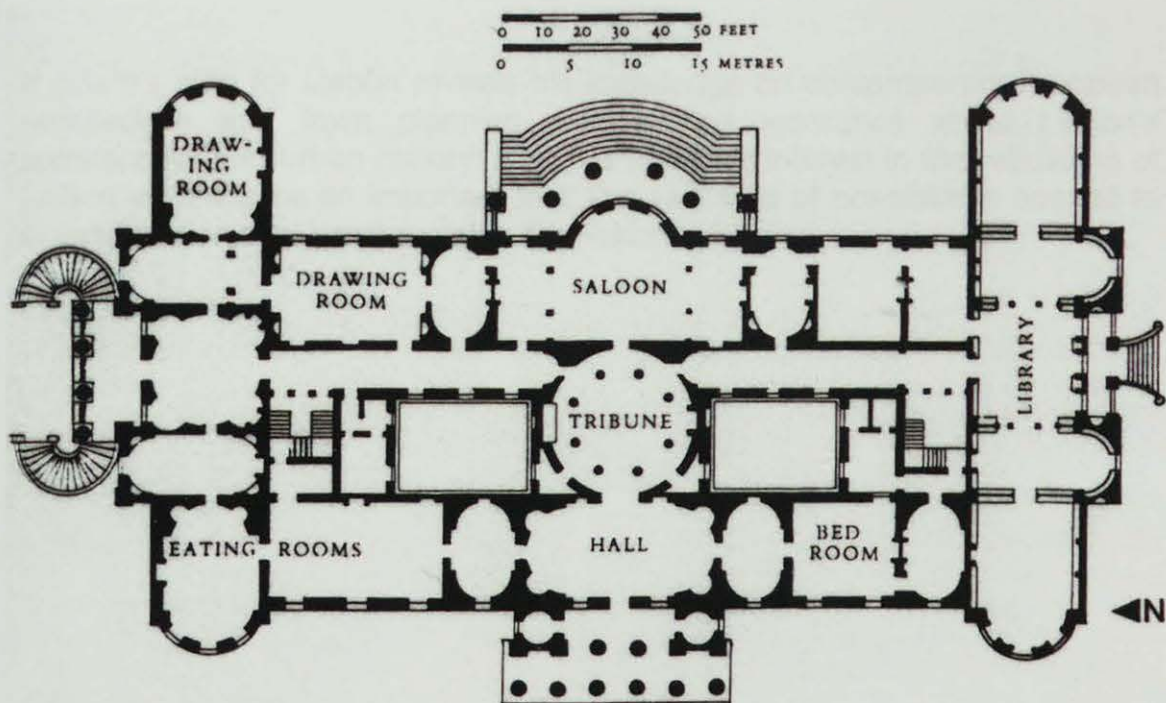 0 10 20 30 40 50 FEET
0 5 10 15 METRES
DRAW-
ING
ROOM
DRAWING
ROOM
SALOON
LIBRARY
TRIBUNE
EATING ROOMS
HALL
BED
ROOM
N